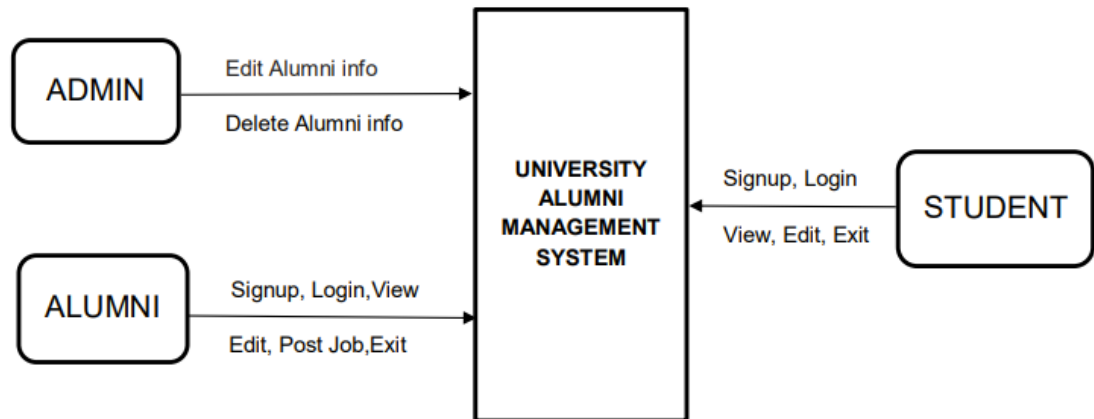 ADMIN
Edit Alumni info
Delete Alumni info
ALUMNI
Signup, Login,View
Edit, Post Job,Exit
UNIVERSITY
ALUMNI
MANAGEMENT
SYSTEM
Signup, Login
View, Edit, Exit
STUDENT